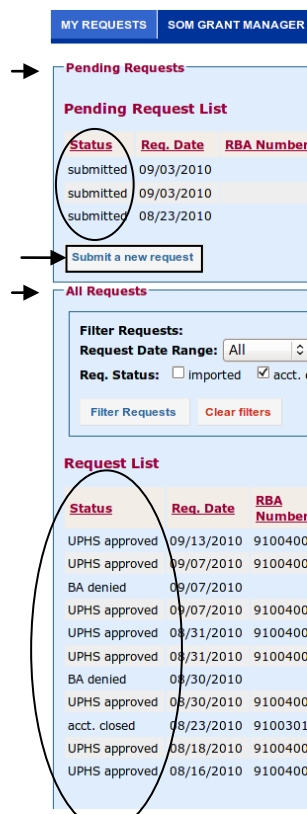 MY REQUESTS SOM GRANT MANAGER
Pending Requests
Pending Request List
Status Req. Date RBA Number
submitted 09/03/2010
submitted 09/03/2010
submitted 08/23/2010
Submit a new request
All Requests
Filter Requests:
Request Date Range: All
Req. Status: imported acct.
Filter Requests Clear filters
Request List
Status Req. Date RBA Number
UPHS approved 09/13/2010 9100400
UPHS approved 09/07/2010 9100400
BA denied 09/07/2010
UPHS approved 09/07/2010 9100400
UPHS approved 08/31/2010 9100400
UPHS approved 08/31/2010 9100400
BA denied 08/30/2010
UPHS approved 08/30/2010 9100400
acct. closed 08/23/2010 9100301
UPHS approved 08/18/2010 9100400
UPHS approved 08/16/2010 9100400